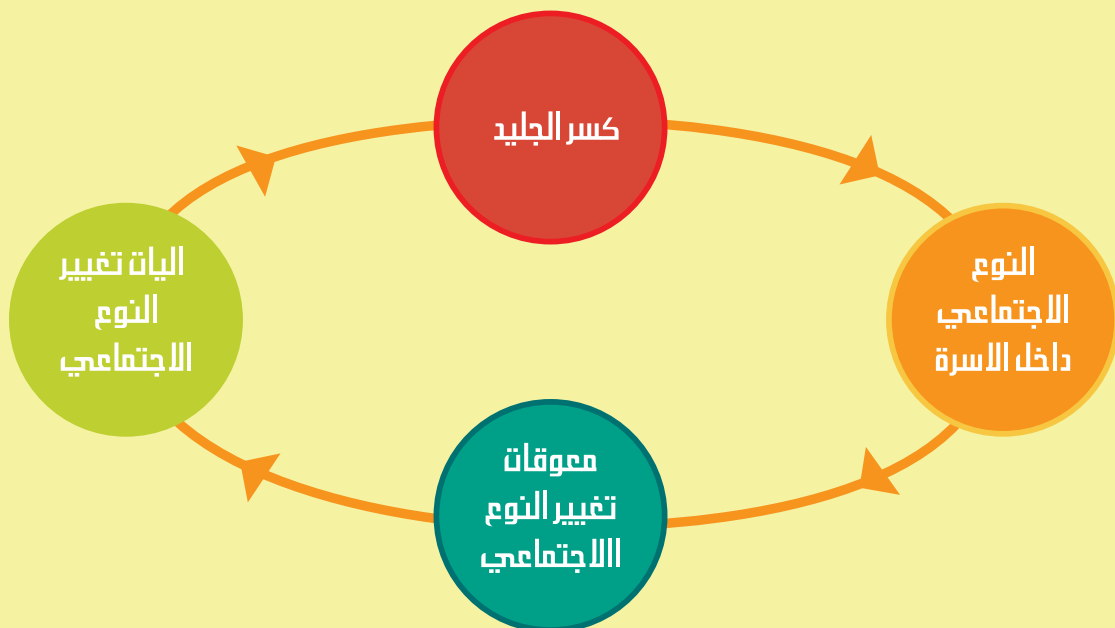 كسر الجليد
النوع
الاجتماعي
داخل الاسرة
معوقات
تغيير النوع
االاجتماعي
اليات تغيير
النوع
الاجتماعي